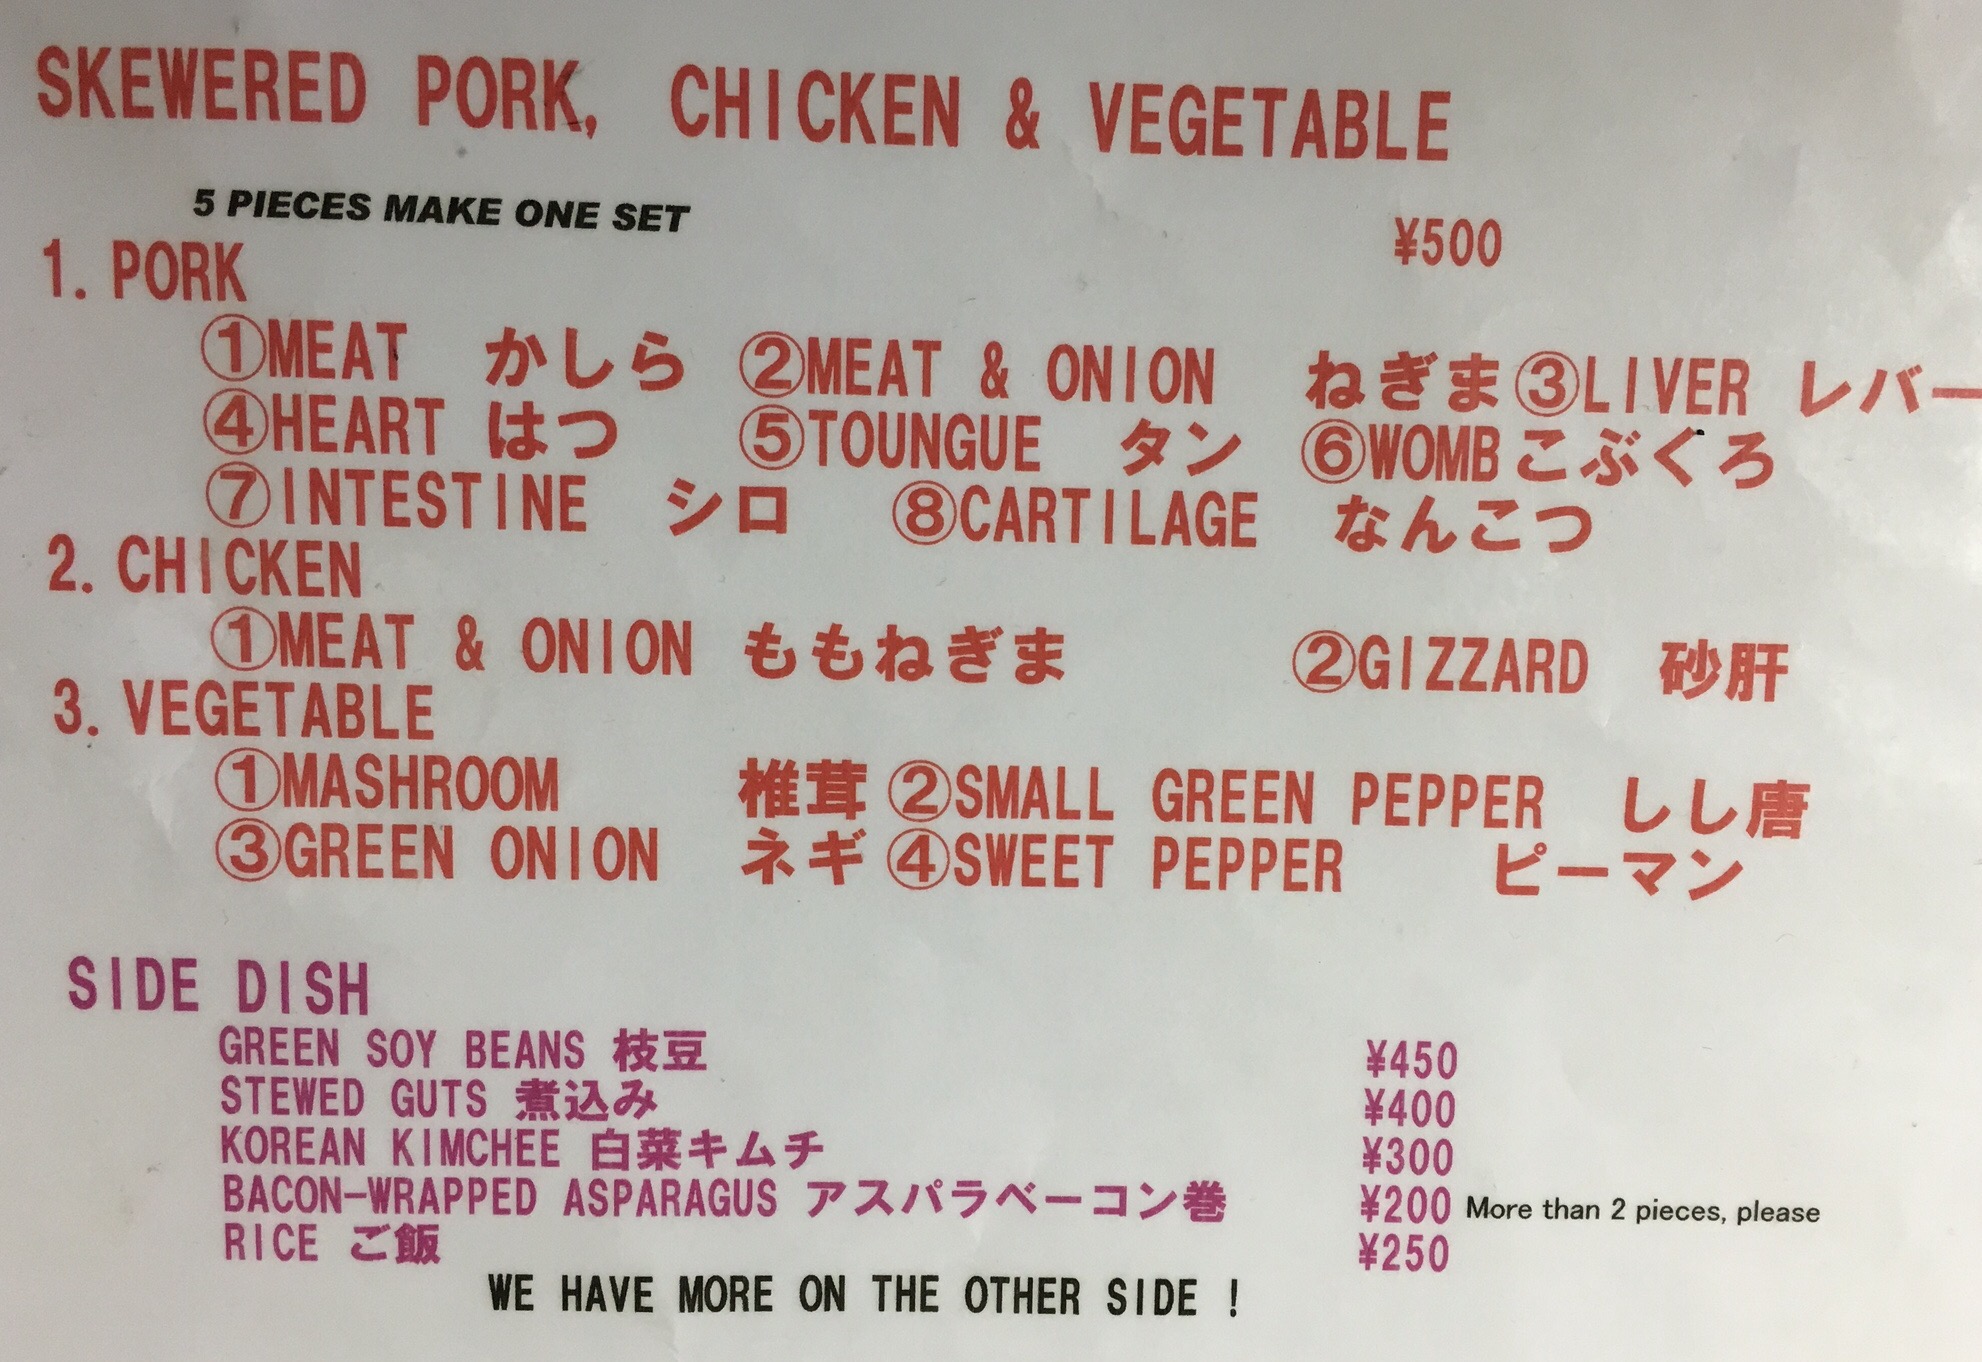 SKEWERED PORK, CHICKEN & VEGETABLE
5 PIECES MAKE ONE SET ¥500
1. PORK
①MEAT かしら ②MEAT & ONION ねぎま ③LIVER レバー
④HEART はつ ⑤TOUNGUE タン ⑥WOMB こぶくろ
⑦INTESTINE シロ ⑧CARTILAGE なんこつ
2. CHICKEN
①MEAT & ONION ももねぎま ②GIZZARD 砂肝
3. VEGETABLE
①MASHROOM 椎茸 ②SMALL GREEN PEPPER しし唐
③GREEN ONION ネギ ④SWEET PEPPER ピーマン
SIDE DISH
GREEN SOY BEANS 枝豆 ¥450
STEWED GUTS 煮込み ¥400
KOREAN KIMCHEE 白菜キムチ ¥300
BACON-WRAPPED ASPARAGUS アスパラベーコン巻 ¥200 More than 2 pieces, please
RICE ご飯 ¥250
WE HAVE MORE ON THE OTHER SIDE !